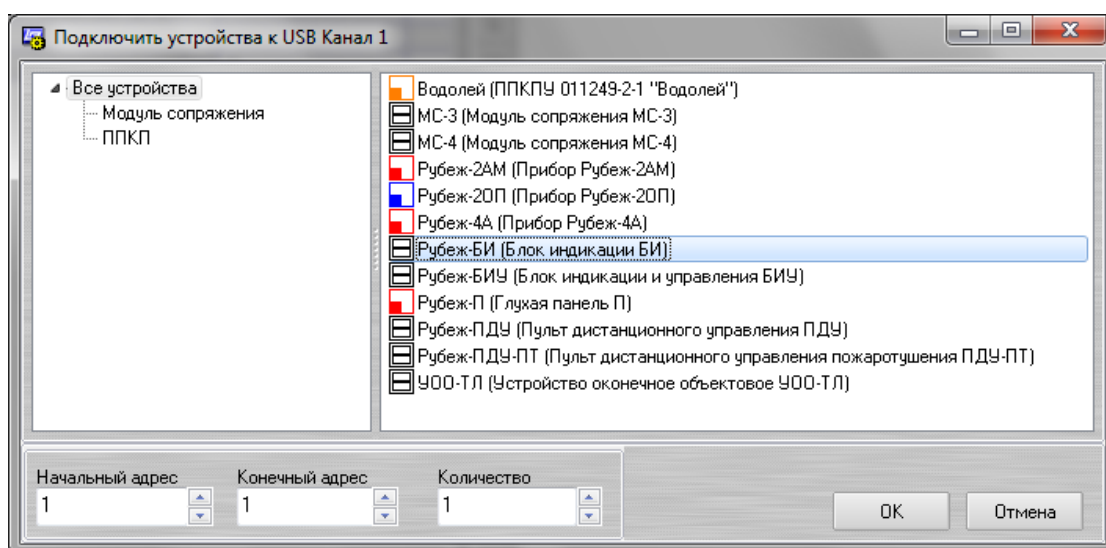 Подключить устройства к USB Канал 1
Все устройства
Модуль сопряжения
ППКП
Водолей (ППКПУ 011249-2-1 "Водолей")
МС-3 (Модуль сопряжения МС-3)
МС-4 (Модуль сопряжения МС-4)
Рубеж-2АМ (Прибор Рубеж-2АМ)
Рубеж-2ОП (Прибор Рубеж-2ОП)
Рубеж-4А (Прибор Рубеж-4А)
Рубеж-БИ (Блок индикации БИ)
Рубеж-БИУ (Блок индикации и управления БИУ)
Рубеж-П (Глухая панель П)
Рубеж-ПДУ (Пульт дистанционного управления ПДУ)
Рубеж-ПДУ-ПТ (Пульт дистанционного управления пожаротушения ПДУ-ПТ)
УОО-ТЛ (Устройство оконечное объектовое УОО-ТЛ)
Начальный адрес Конечный адрес Количество
1 1 1
OK Отмена